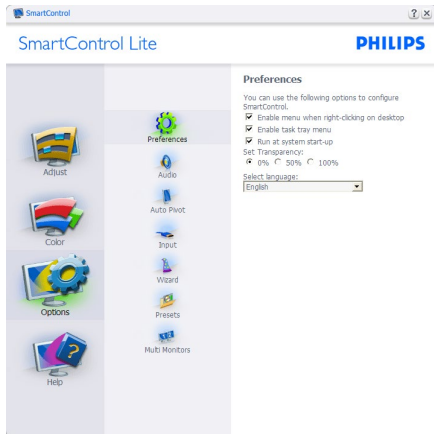 SmartControl
SmartControl Lite
PHILIPS
Adjust
Color
Options
Help
Preferences
Audio
Auto Pivot
Input
Wizard
Presets
Multi Monitors
Preferences
You can use the following options to configure
SmartControl.
Enable menu when right-clicking on desktop
Enable task tray menu
Run at system start-up
Set Transparency:
0% 50% 100%
Select language:
English